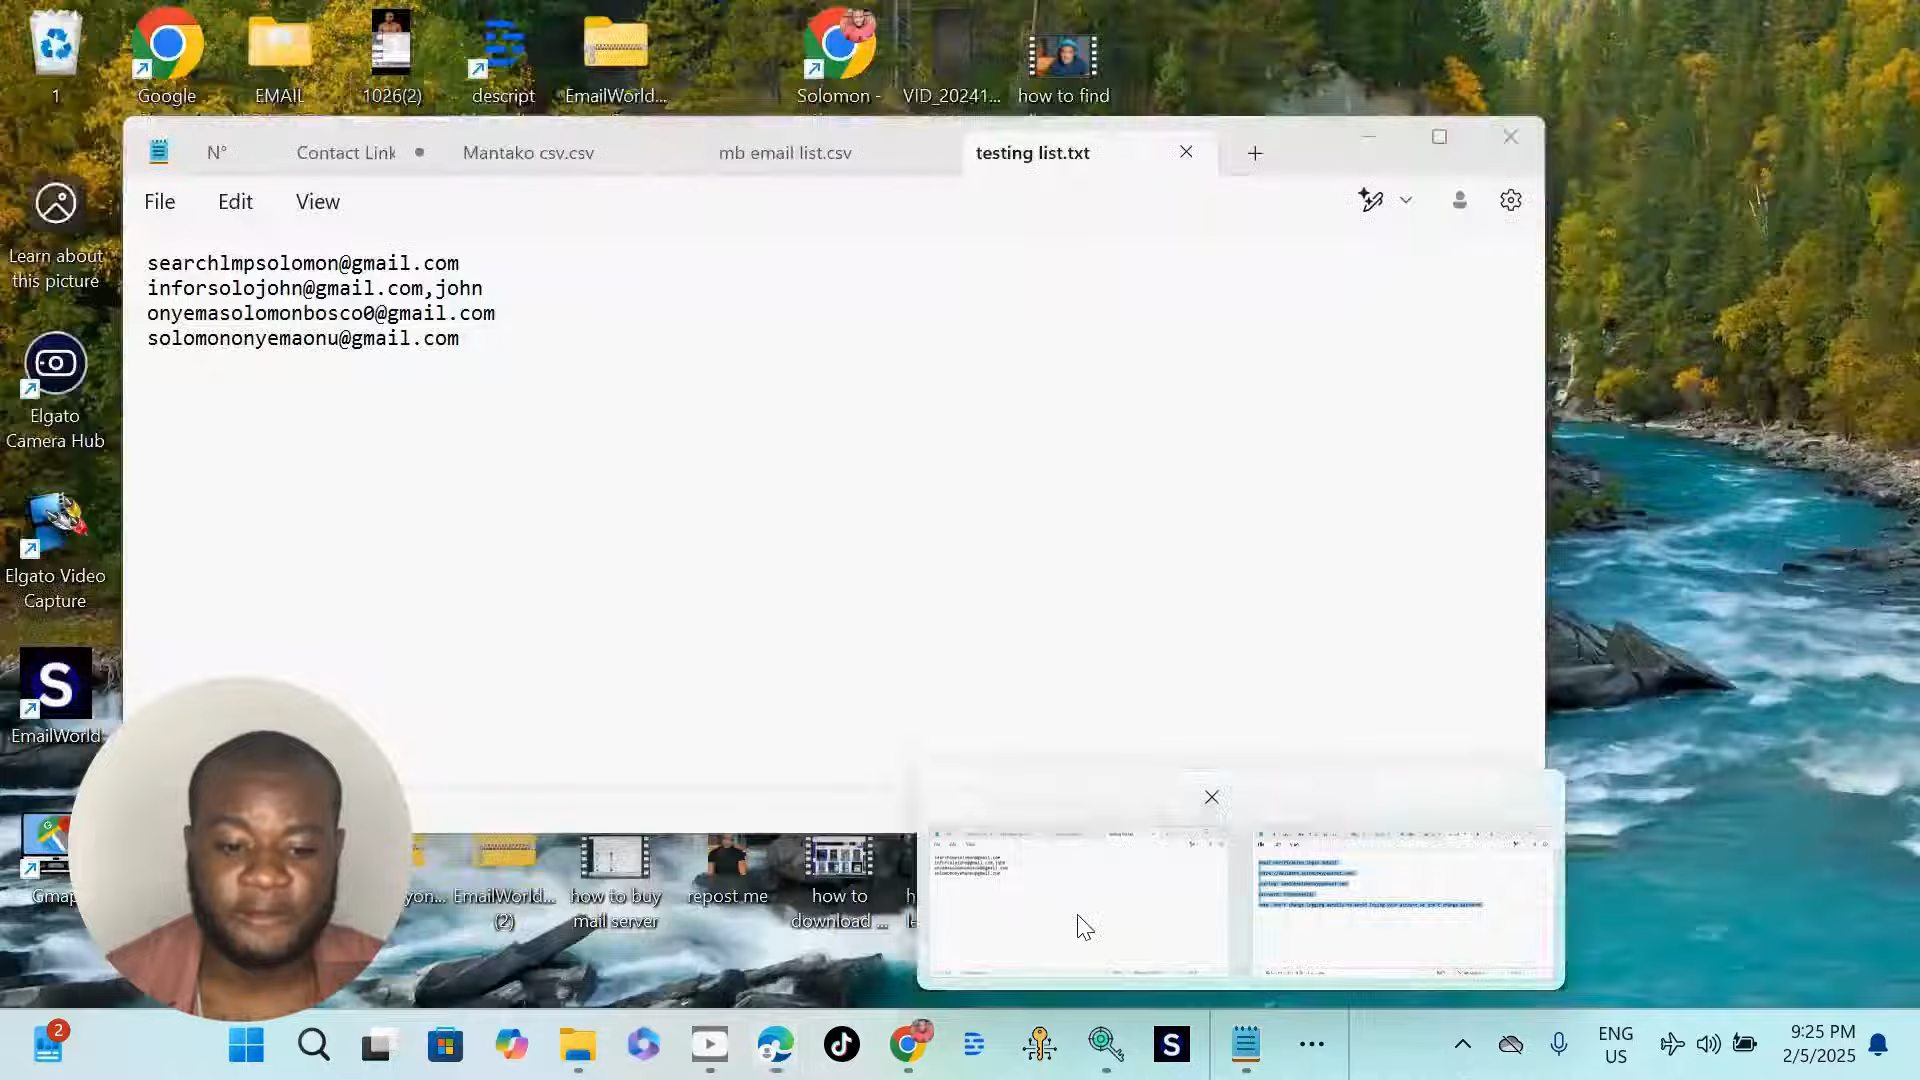 1
Google
EMAIL
1026(2)
descript
EmailWorld...
Solomon -
VID_20241...
how to find
N°
Contact Link
Mantako csv.csv
mb email list.csv
testing list.txt
File
Edit
View
Learn about
this picture
searchlmpsolomon@gmail.com
inforsolojohn@gmail.com,john
onyemasolomonbosco0@gmail.com
solomononyemaonu@gmail.com
Elgato
Camera Hub
Elgato Video
Capture
S
EmailWorld
Gmap
yon...
EmailWorld...
(2)
how to buy
mail server
repost me
how to
download ...
2
S
ENG
US
9:25 PM
2/5/2025